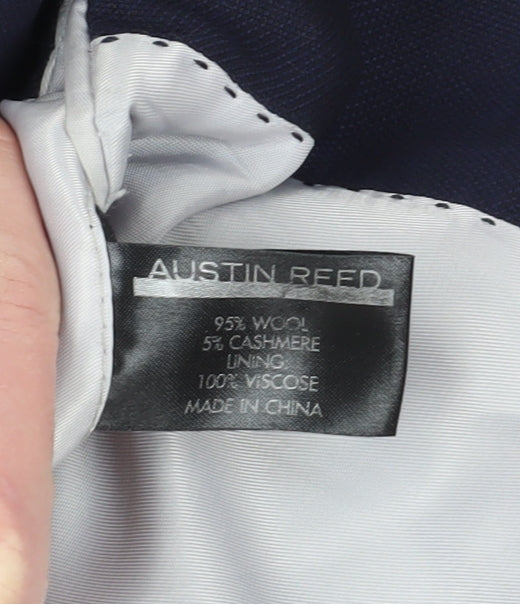 AUSTIN REED
95% WOOL
5% CASHMERE
LINING:
100% ViSCOSE
MADE IN CHINA